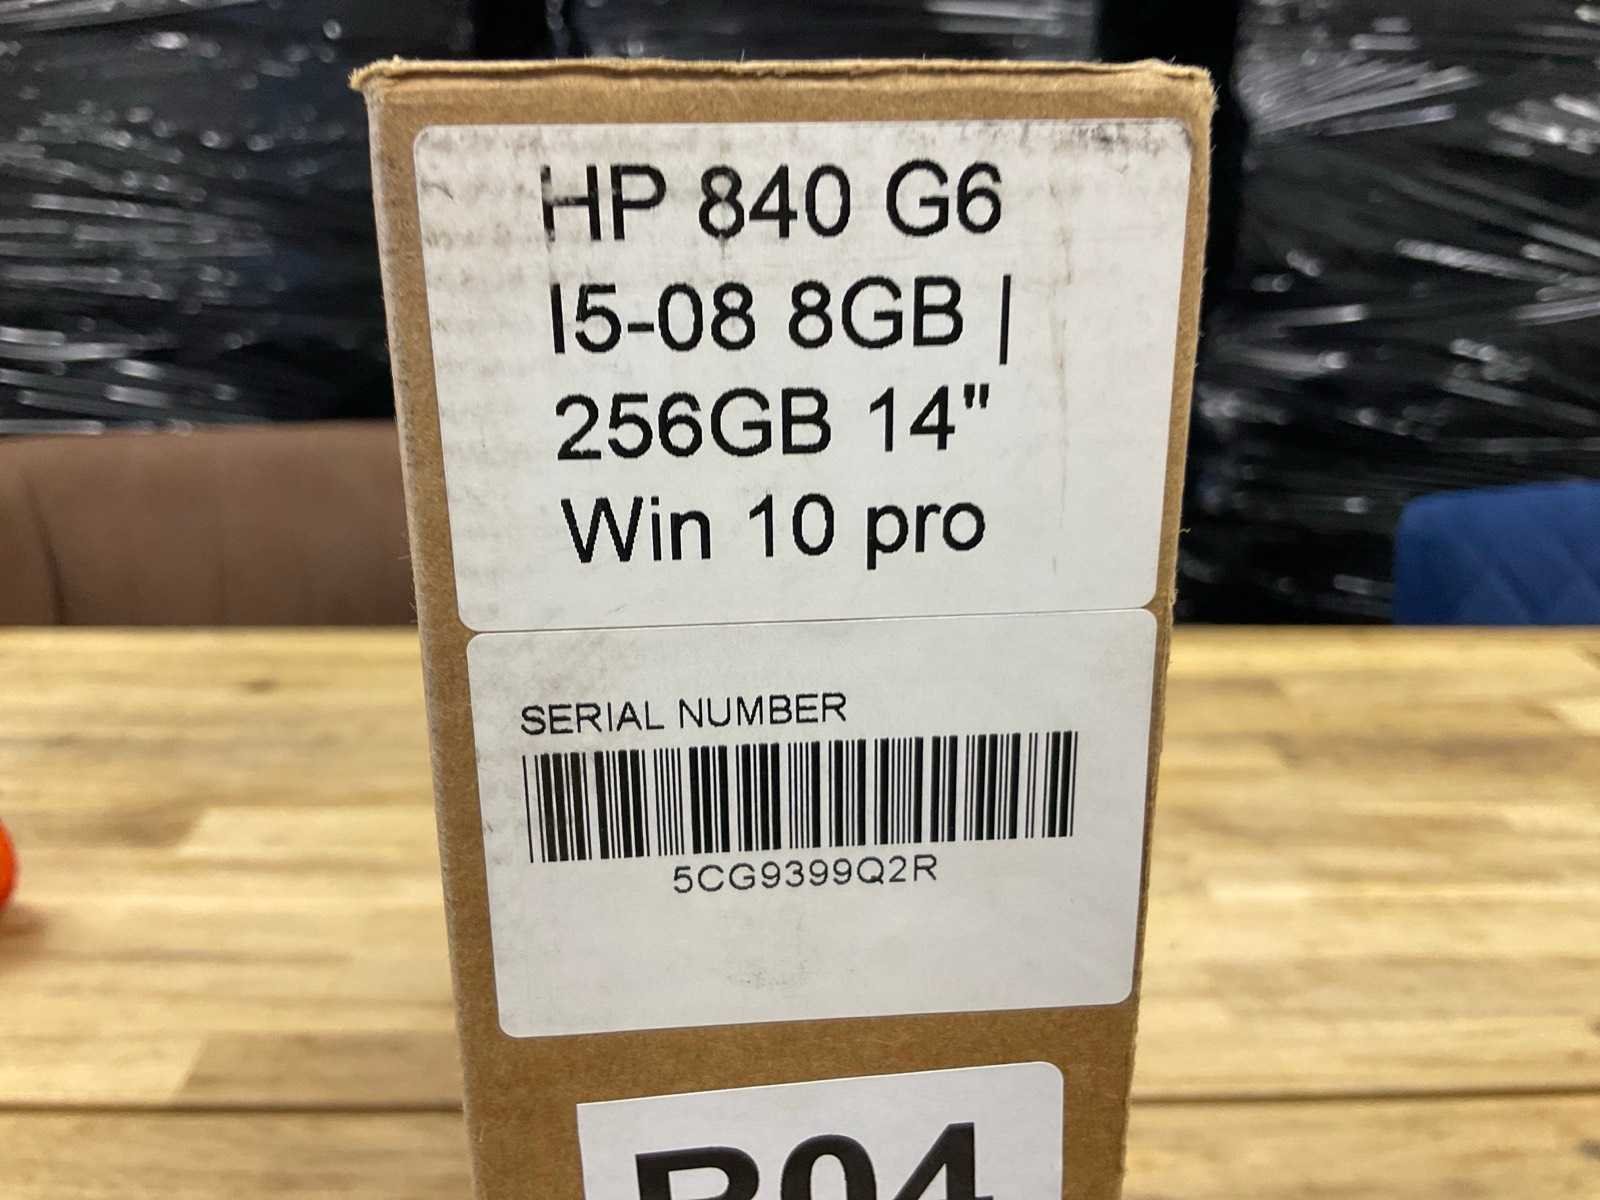 HP 840 G6
I5-08 8GB |
256GB 14"
Win 10 pro
SERIAL NUMBER
5CG9399Q2R